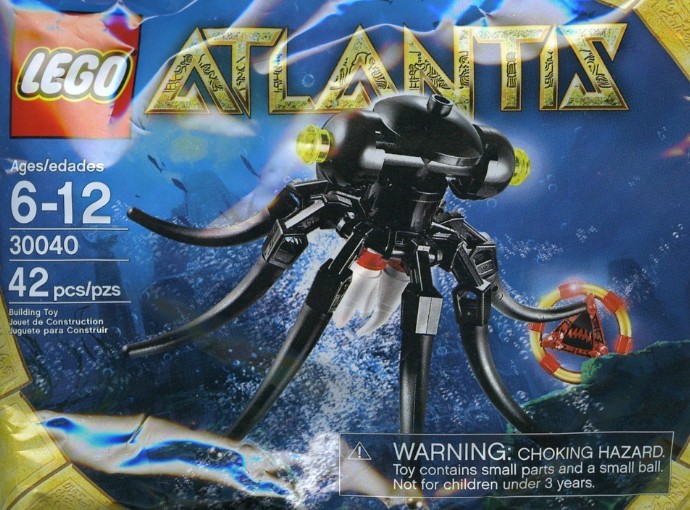 LEGO
ATLANTIS
Ages/edades
6-12
30040
42 pcs/pzs
Building Toy
Jouet de Construction
Juguete para Construir
WARNING: CHOKING HAZARD.
Toy contains small parts and a small ball.
Not for children under 3 years.